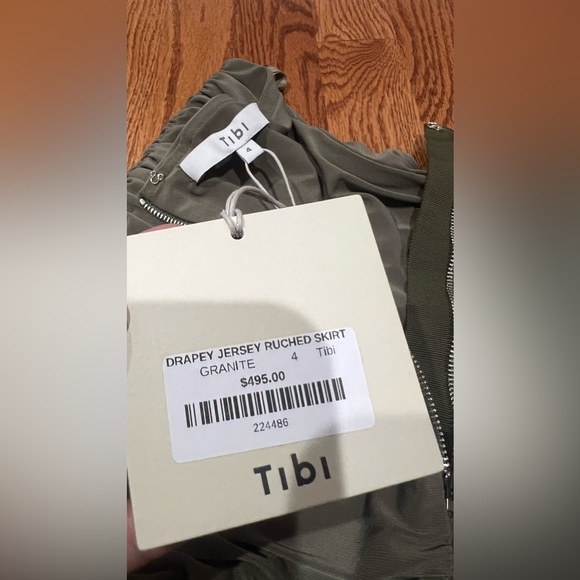 Tibi
4
DRAPEY JERSEY RUCHED SKIRT
GRANITE 4 Tibi
$495.00
224486
Tibi